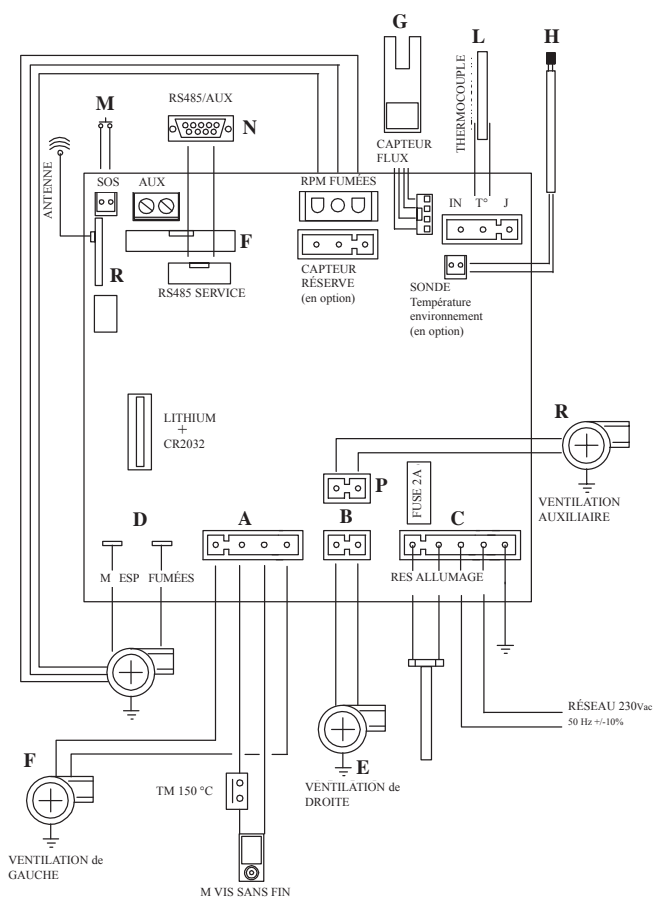 G
L
H
THERMOCOUPLE
RS485/AUX
M
N
CAPTEUR
FLUX
ANTENNE
SOS
AUX
RPM FUMÉES
IN T° J
F
R
RS485 SERVICE
CAPTEUR
RÉSERVE
(en option)
SONDE
Température
environnement
(en option)
LITHIUM
+
CR2032
R
P
FUSE 2A
VENTILATION
AUXILIAIRE
D
A
B
C
M ESP FUMÉES
RES ALLUMAGE
RÉSEAU 230Vac
50 Hz +/-10%
F
E
TM 150 °C
VENTILATION de
DROITE
VENTILATION de
GAUCHE
M VIS SANS FIN